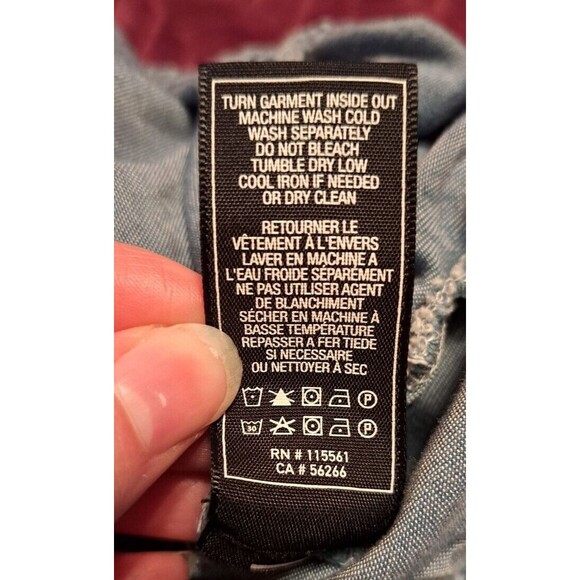 TURN GARMENT INSIDE OUT
MACHINE WASH COLD
WASH SEPARATELY
DO NOT BLEACH
TUMBLE DRY LOW
COOL IRON IF NEEDED
OR DRY CLEAN
RETOURNER LE
VÊTEMENT À L'ENVERS
LAVER EN MACHINE A
L'EAU FROIDE SÉPARÉMENT
NE PAS UTILISER AGENT
DE BLANCHIMENT
SÉCHER EN MACHINE À
BASSE TEMPÉRATURE
REPASSER A FER TIEDE
SI NECESSAIRE
OU NETTOYER À SEC
P
30 P
RN # 115561
CA # 56266